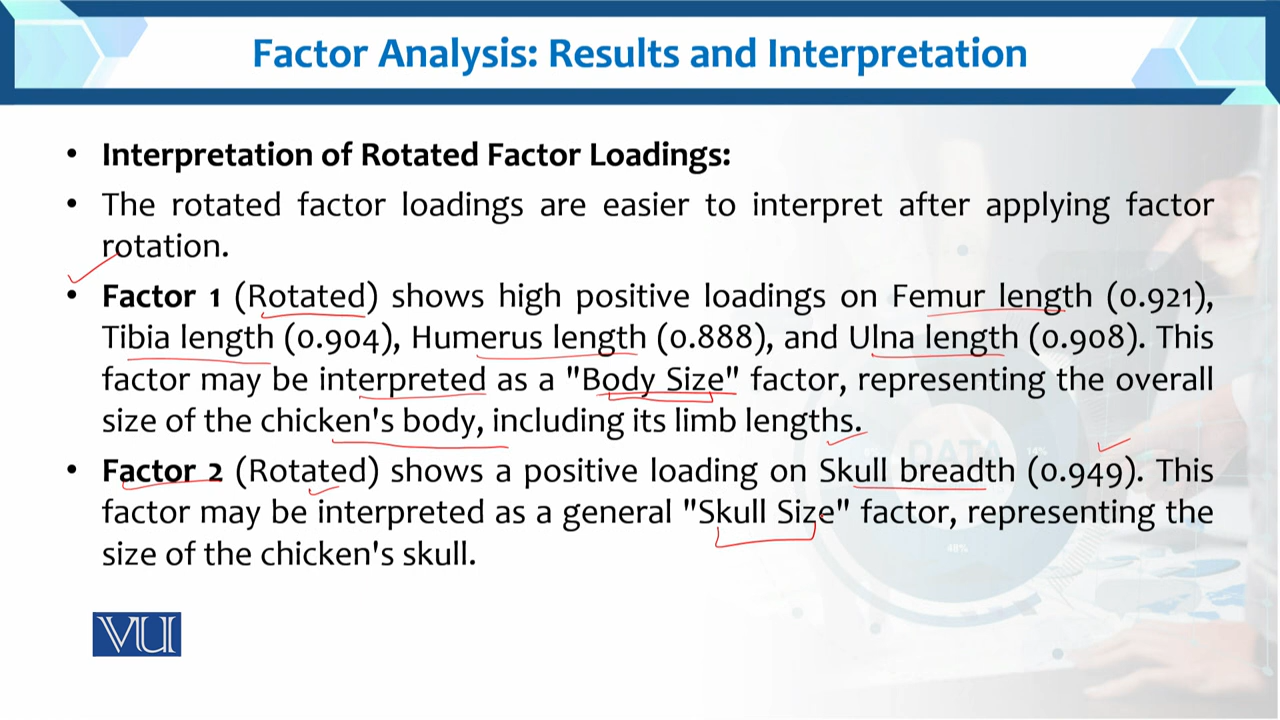 Factor Analysis: Results and Interpretation
• Interpretation of Rotated Factor Loadings:
• The rotated factor loadings are easier to interpret after applying factor
rotation.
• Factor 1 (Rotated) shows high positive loadings on Femur length (0.921),
Tibia length (0.904), Humerus length (0.888), and Ulna length (0.908). This
factor may be interpreted as a "Body Size" factor, representing the overall
size of the chicken's body, including its limb lengths.
• Factor 2 (Rotated) shows a positive loading on Skull breadth (0.949). This
factor may be interpreted as a general "Skull Size" factor, representing the
size of the chicken's skull.
DATA
48%
VU